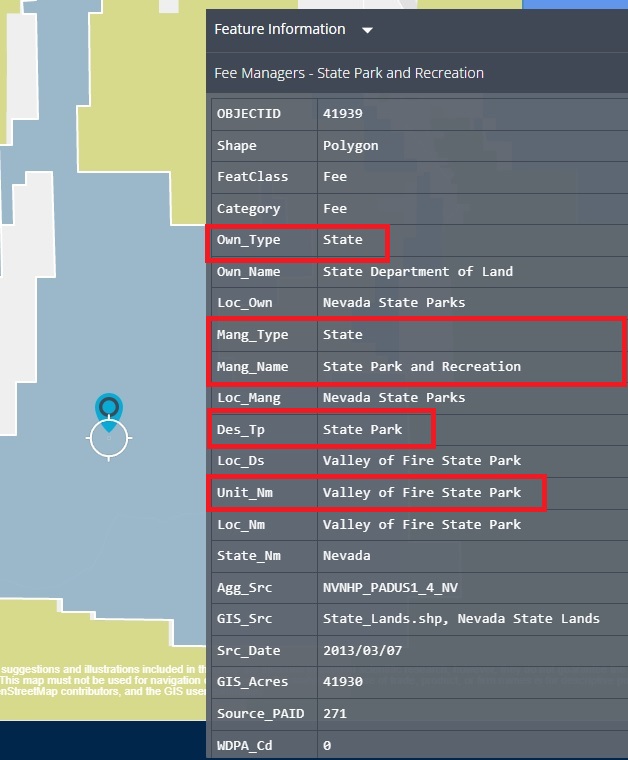 Feature Information
Fee Managers - State Park and Recreation
OBJECTID 41939
Shape Polygon
FeatClass Fee
Category Fee
Own_Type State
Own_Name State Department of Land
Loc_Own Nevada State Parks
Mang_Type State
Mang_Name State Park and Recreation
Loc_Mang Nevada State Parks
Des_Tp State Park
Loc_Ds Valley of Fire State Park
Unit_Nm Valley of Fire State Park
Loc_Nm Valley of Fire State Park
State_Nm Nevada
Agg_Src NVNHP_PADUS1_4_NV
GIS_Src State_Lands.shp, Nevada State Lands
Src_Date 2013/03/07
GIS_Acres 41930
Source_PAID 271
WDPA_Cd 0
suggestions and illustrations included in th
This map must not be used for navigation
enStreetMap contributors, and the GIS use